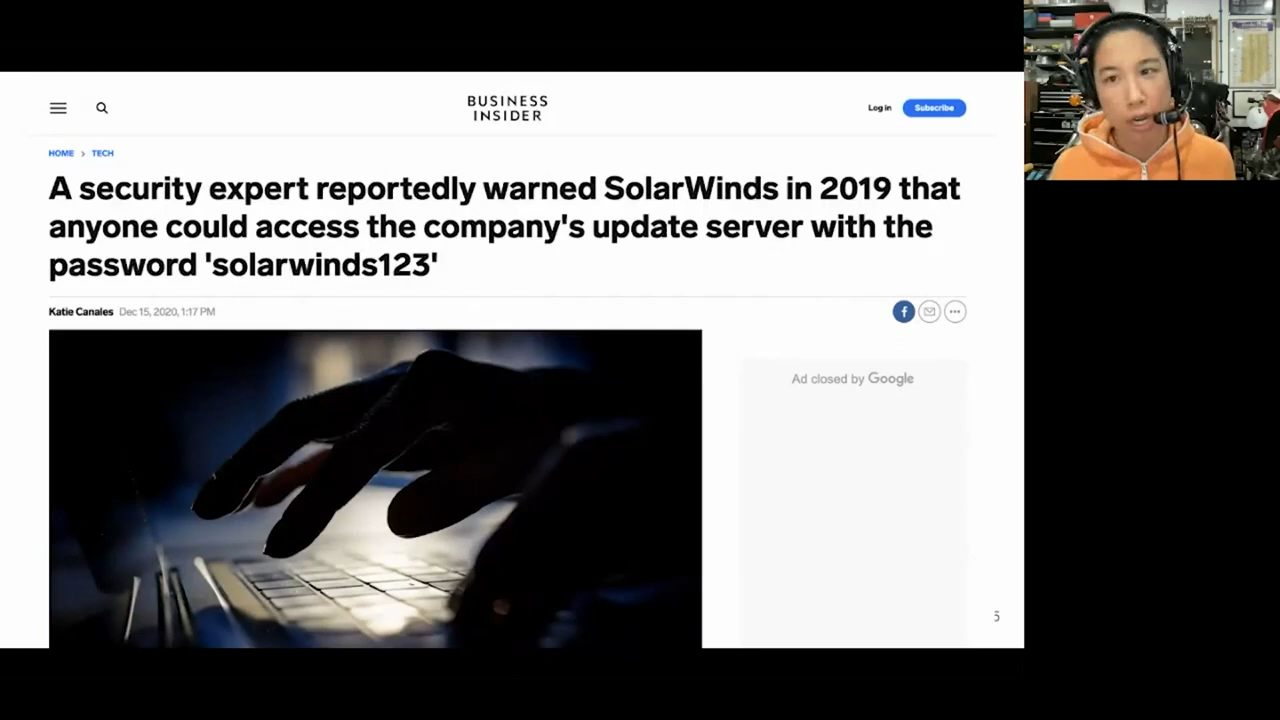 BUSINESS
INSIDER
Log in
Subscribe
HOME > TECH
A security expert reportedly warned SolarWinds in 2019 that
anyone could access the company's update server with the
password 'solarwinds123'
Katie Canales Dec 15, 2020, 1:17 PM
Ad closed by Google
5